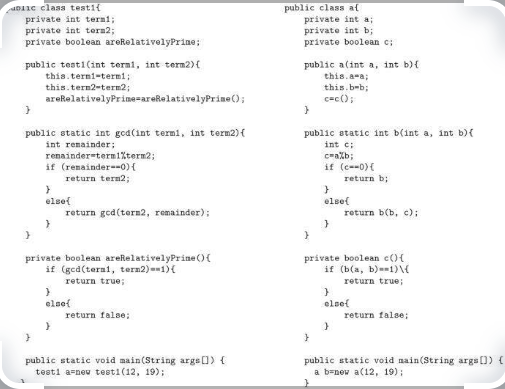 public class test1{
private int term1;
private int term2;
private boolean areRelativelyPrime;
public test1(int term1, int term2){
this.term1=term1;
this.term2=term2;
areRelativelyPrime=areRelativelyPrime();
}
public static int gcd(int term1, int term2){
int remainder;
remainder=term1%term2;
if (remainder==0){
return term2;
}
else{
return gcd(term2, remainder);
}
}
private boolean areRelativelyPrime(){
if (gcd(term1, term2)==1){
return true;
}
else{
return false;
}
}
public static void main(String args[]) {
test1 a=new test1(12, 19);
}
public class a{
private int a;
private int b;
private boolean c;
public a(int a, int b){
this.a=a;
this.b=b;
c=c();
}
public static int b(int a, int b){
int c;
c=a%b;
if (c==0){
return b;
}
else{
return b(b, c);
}
}
private boolean c(){
if (b(a, b)==1)\{
return true;
}
else{
return false;
}
}
public static void main(String args[]) {
a b=new a(12, 19);
}